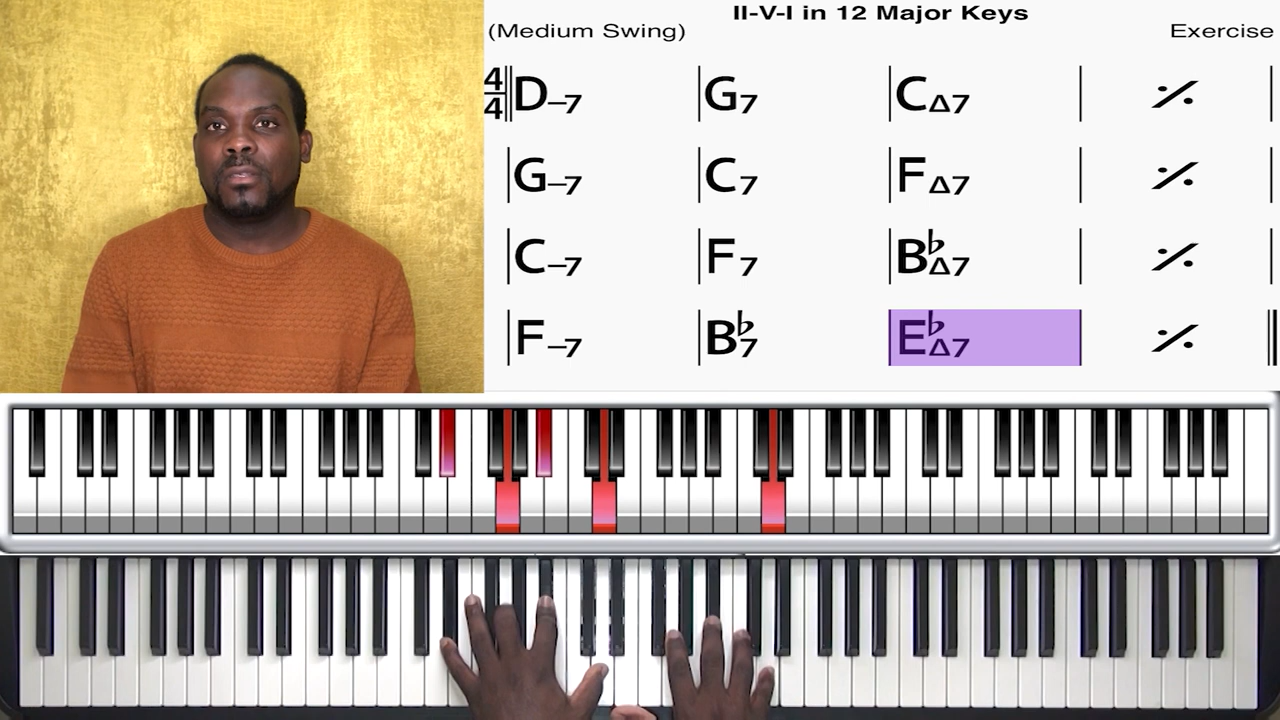 II-V-I in 12 Major Keys
(Medium Swing) Exercise
4/4 D–7 G7 CΔ7 𝄎
G–7 C7 FΔ7 𝄎
C–7 F7 B♭Δ7 𝄎
F–7 B♭7 E♭Δ7 𝄎